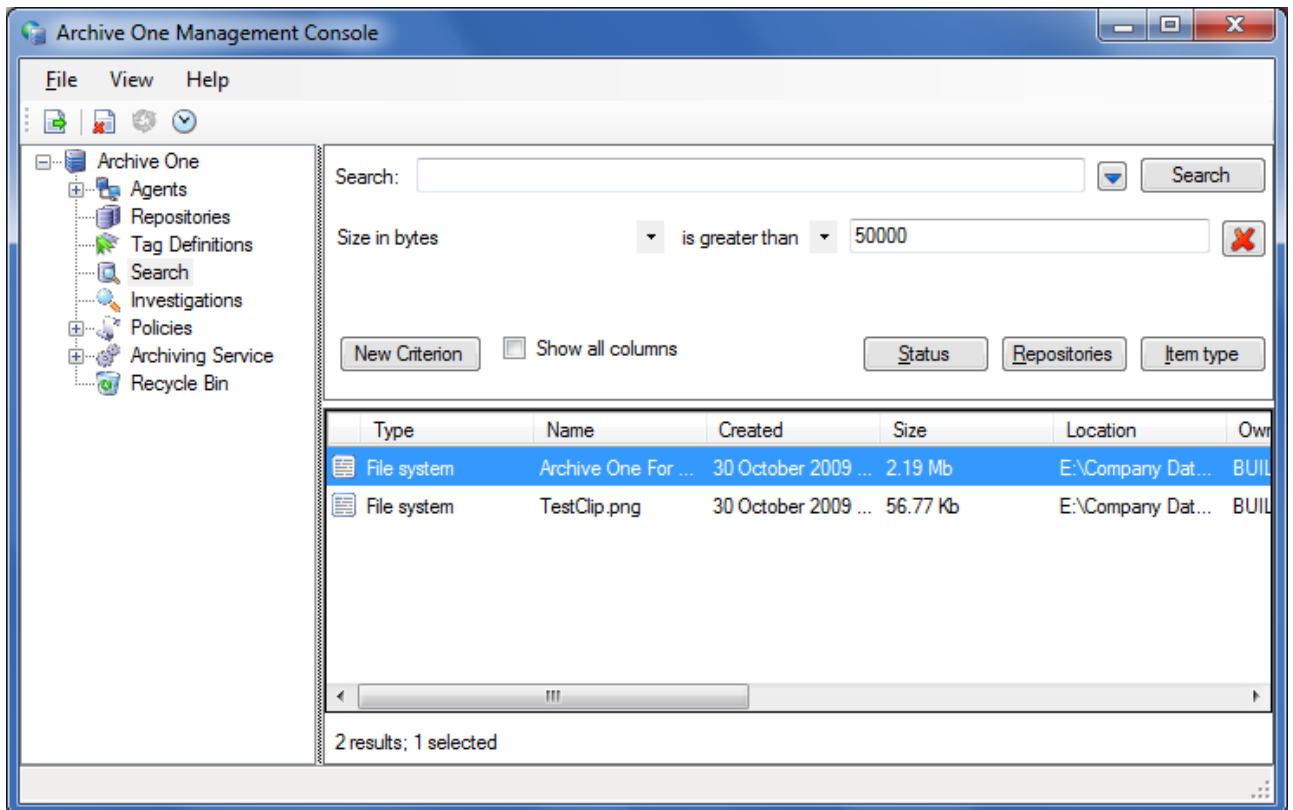 Archive One Management Console
File View Help
Archive One
Agents
Repositories
Tag Definitions
Search
Investigations
Policies
Archiving Service
Recycle Bin
Search: Search
Size in bytes is greater than 50000
New Criterion Show all columns Status Repositories Item type
Type Name Created Size Location Own
File system Archive One For ... 30 October 2009 ... 2.19 Mb E:\Company Dat... BUIL
File system TestClip.png 30 October 2009 ... 56.77 Kb E:\Company Dat... BUIL
2 results; 1 selected